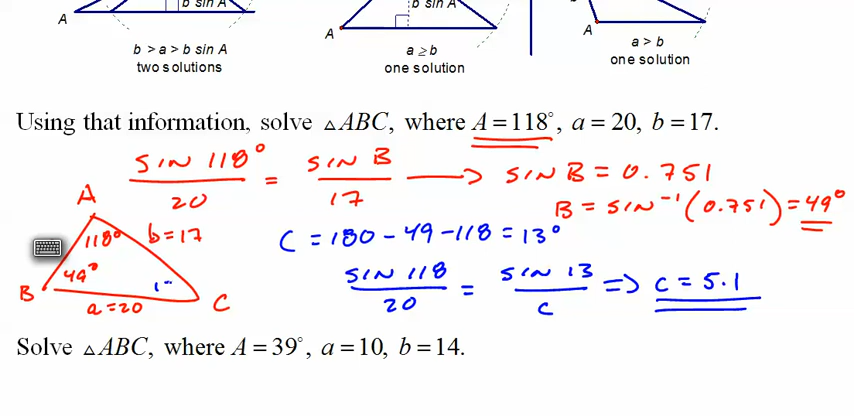 b sin A
b sin A
A
A
A
b > a > b sin A
two solutions
a ≥ b
one solution
a > b
one solution
Using that information, solve △ABC, where A = 118°, a = 20, b = 17.
sin 118° / 20 = sin B / 17 → sin B = 0.751
B = sin⁻¹(0.751) = 49°
A
118°
b = 17
49°
B
a = 20
C
C = 180 - 49 - 118 = 13°
sin 118 / 20 = sin 13 / c => c = 5.1
Solve △ABC, where A = 39°, a = 10, b = 14.